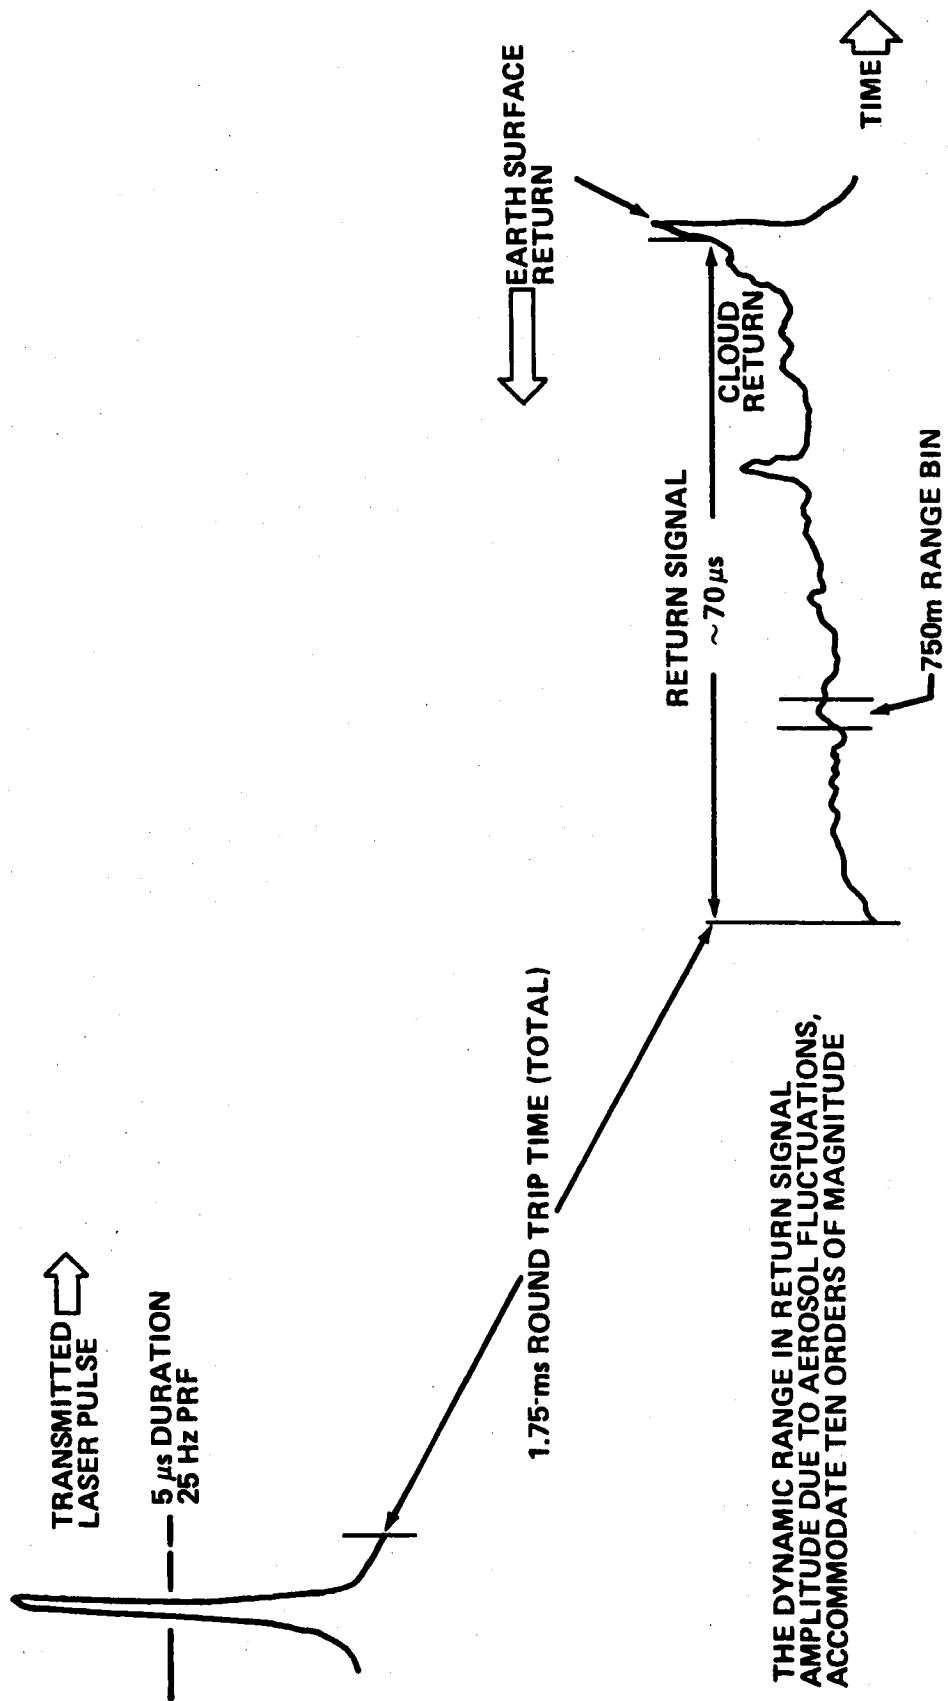 TRANSMITTED
LASER PULSE
5 μs DURATION
25 Hz PRF
1.75-ms ROUND TRIP TIME (TOTAL)
EARTH SURFACE
RETURN
RETURN SIGNAL
~70μs
CLOUD
RETURN
TIME
750m RANGE BIN
THE DYNAMIC RANGE IN RETURN SIGNAL
AMPLITUDE DUE TO AEROSOL FLUCTUATIONS,
ACCOMMODATE TEN ORDERS OF MAGNITUDE